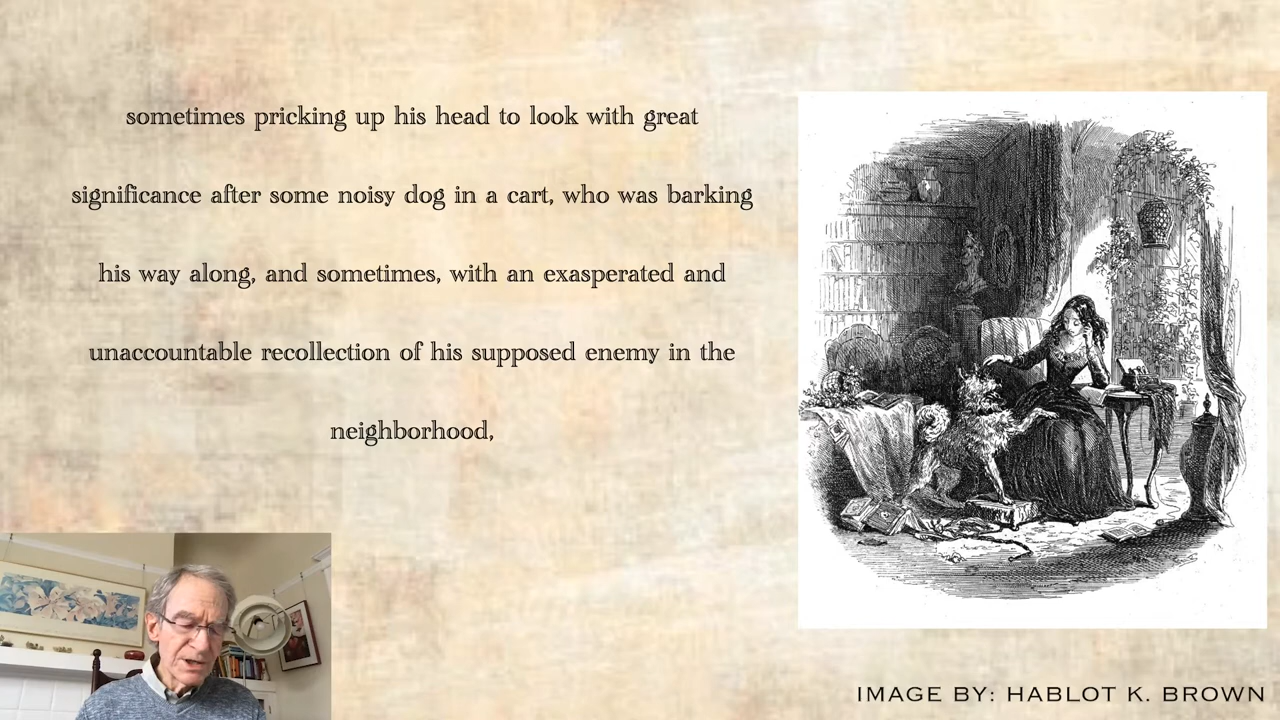 sometimes pricking up his head to look with great
significance after some noisy dog in a cart, who was barking
his way along, and sometimes, with an exasperated and
unaccountable recollection of his supposed enemy in the
neighborhood,
IMAGE BY: HABLOT K. BROWN